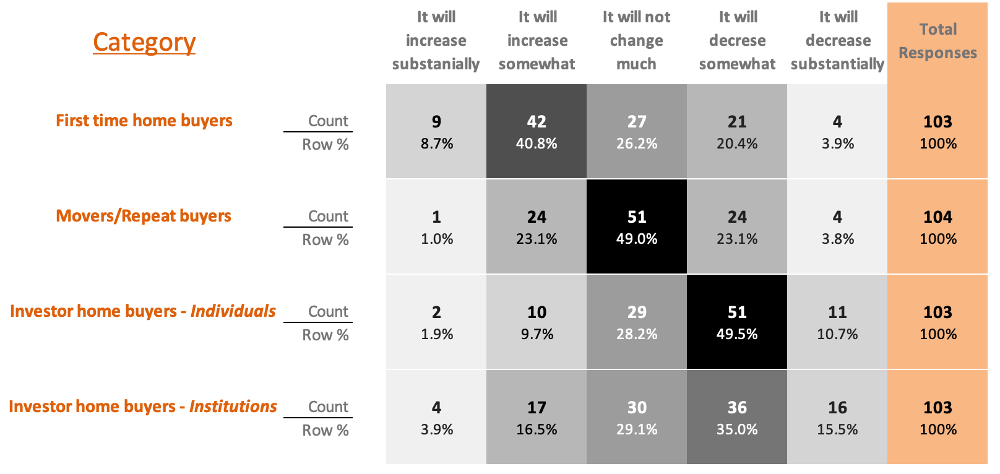 Category
It will increase substanially
It will increase somewhat
It will not change much
It will decrese somewhat
It will decrease substantially
Total Responses
First time home buyers Count 9 42 27 21 4 103
Row % 8.7% 40.8% 26.2% 20.4% 3.9% 100%
Movers/Repeat buyers Count 1 24 51 24 4 104
Row % 1.0% 23.1% 49.0% 23.1% 3.8% 100%
Investor home buyers - Individuals Count 2 10 29 51 11 103
Row % 1.9% 9.7% 28.2% 49.5% 10.7% 100%
Investor home buyers - Institutions Count 4 17 30 36 16 103
Row % 3.9% 16.5% 29.1% 35.0% 15.5% 100%